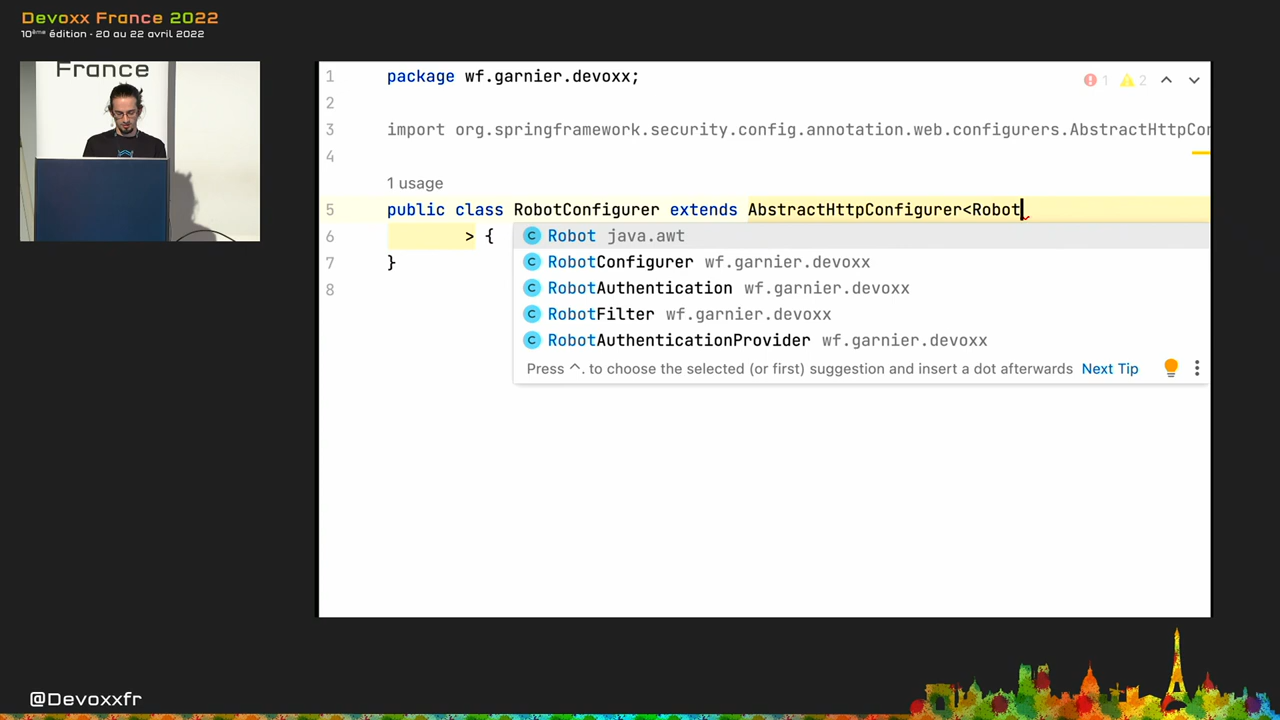 Devoxx France 2022
10ème édition - 20 au 22 avril 2022
France
1 package wf.garnier.devoxx;
1 2
2
3 import org.springframework.security.config.annotation.web.configurers.AbstractHttpCon
4
1 usage
5 public class RobotConfigurer extends AbstractHttpConfigurer<Robot
6 > {
Robot java.awt
7 }
RobotConfigurer wf.garnier.devoxx
8
RobotAuthentication wf.garnier.devoxx
RobotFilter wf.garnier.devoxx
RobotAuthenticationProvider wf.garnier.devoxx
Press ^. to choose the selected (or first) suggestion and insert a dot afterwards Next Tip
@Devoxxfr